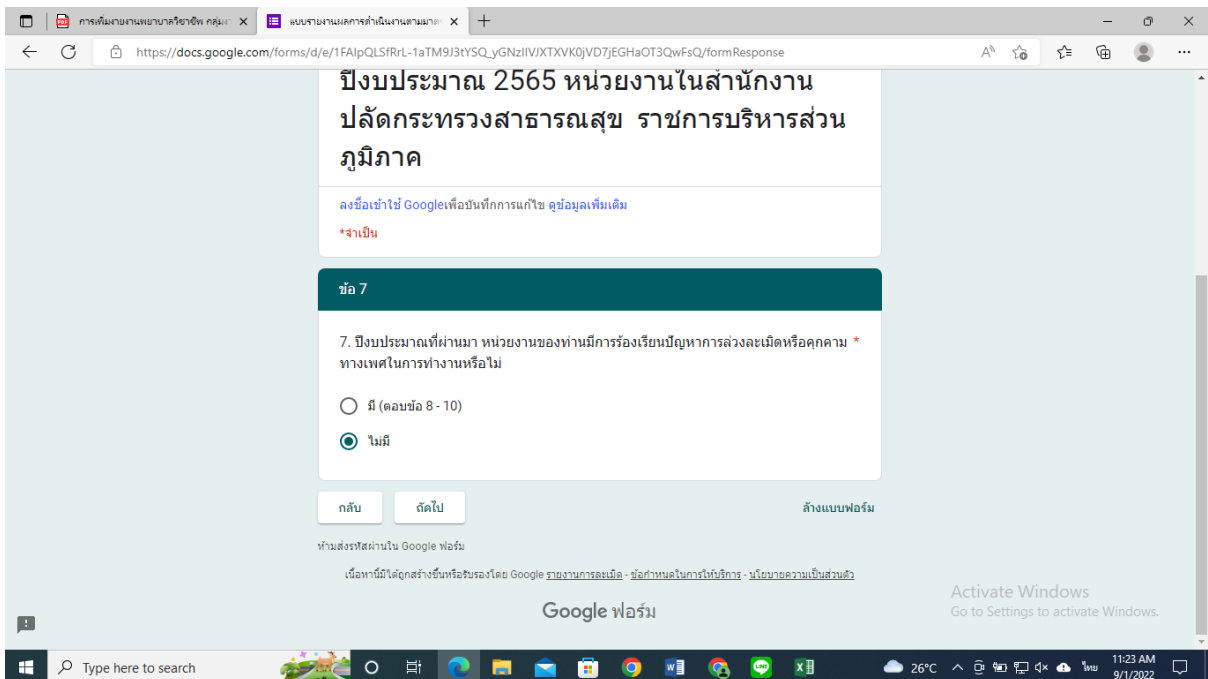 การเพิ่มงานงานพยาบาลวิชาชีพ กลุ่มง
แบบรายงานผลการดำเนินงานตามมาต
https://docs.google.com/forms/d/e/1FAIpQLSfRrL-1aTM9J3tYSQ_yGNzIIVJXTXVK0jVD7jEGHaOT3QwFsQ/formResponse
ปีงบประมาณ 2565 หน่วยงานในสำนักงาน
ปลัดกระทรวงสาธารณสุข ราชการบริหารส่วน
ภูมิภาค
ลงชื่อเข้าใช้ Googleเพื่อบันทึกการแก้ไข ดูข้อมูลเพิ่มเติม
*จำเป็น
ข้อ 7
7. ปีงบประมาณที่ผ่านมา หน่วยงานของท่านมีการร้องเรียนปัญหาการล่วงละเมิดหรือคุกคาม *
ทางเพศในการทำงานหรือไม่
มี (ตอบข้อ 8 - 10)
ไม่มี
กลับ ถัดไป ล้างแบบฟอร์ม
ห้ามส่งรหัสผ่านใน Google ฟอร์ม
เนื้อหานี้มิได้ถูกสร้างขึ้นหรือรับรองโดย Google รายงานการละเมิด - ข้อกำหนดในการให้บริการ - นโยบายความเป็นส่วนตัว
Google ฟอร์ม
Activate Windows
Go to Settings to activate Windows.
Type here to search
26°C
ไทย
11:23 AM
9/1/2022